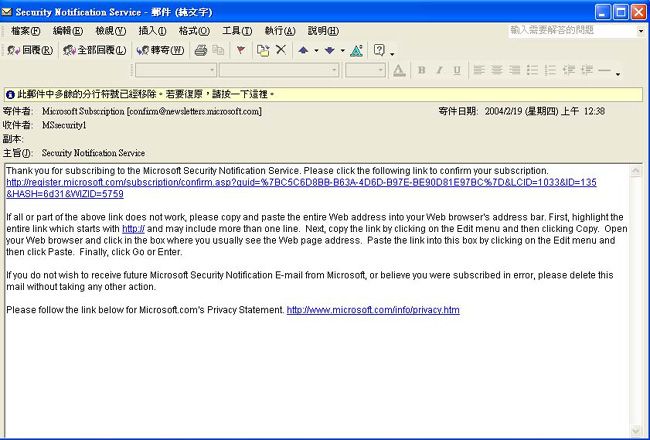 Security Notification Service - 郵件 (純文字)
檔案(F) 編輯(E) 檢視(V) 插入(I) 格式(O) 工具(T) 執行(A) 說明(H) 輸入需要解答的問題
回覆(R) 全部回覆(L) 轉寄(W)
A B I U
此郵件中多餘的分行符號已經移除。若要復原，請按一下這裡。
寄件者: Microsoft Subscription [confirm@newsletters.microsoft.com] 寄件日期: 2004/2/19 (星期四) 上午 12:38
收件者: MSsecurity1
副本:
主旨(J): Security Notification Service
Thank you for subscribing to the Microsoft Security Notification Service. Please click the following link to confirm your subscription.
http://register.microsoft.com/subscription/confirm.asp?guid=%7BC5C6D8BB-B63A-4D6D-B97E-BE90D81E97BC%7D&LCID=1033&ID=135
&HASH=6d31&WIZID=5759
If all or part of the above link does not work, please copy and paste the entire Web address into your Web browser's address bar. First, highlight the
entire link which starts with http:// and may include more than one line. Next, copy the link by clicking on the Edit menu and then clicking Copy. Open
your Web browser and click in the box where you usually see the Web page address. Paste the link into this box by clicking on the Edit menu and
then click Paste. Finally, click Go or Enter.
If you do not wish to receive future Microsoft Security Notification E-mail from Microsoft, or believe you were subscribed in error, please delete this
mail without taking any other action.
Please follow the link below for Microsoft.com's Privacy Statement. http://www.microsoft.com/info/privacy.htm